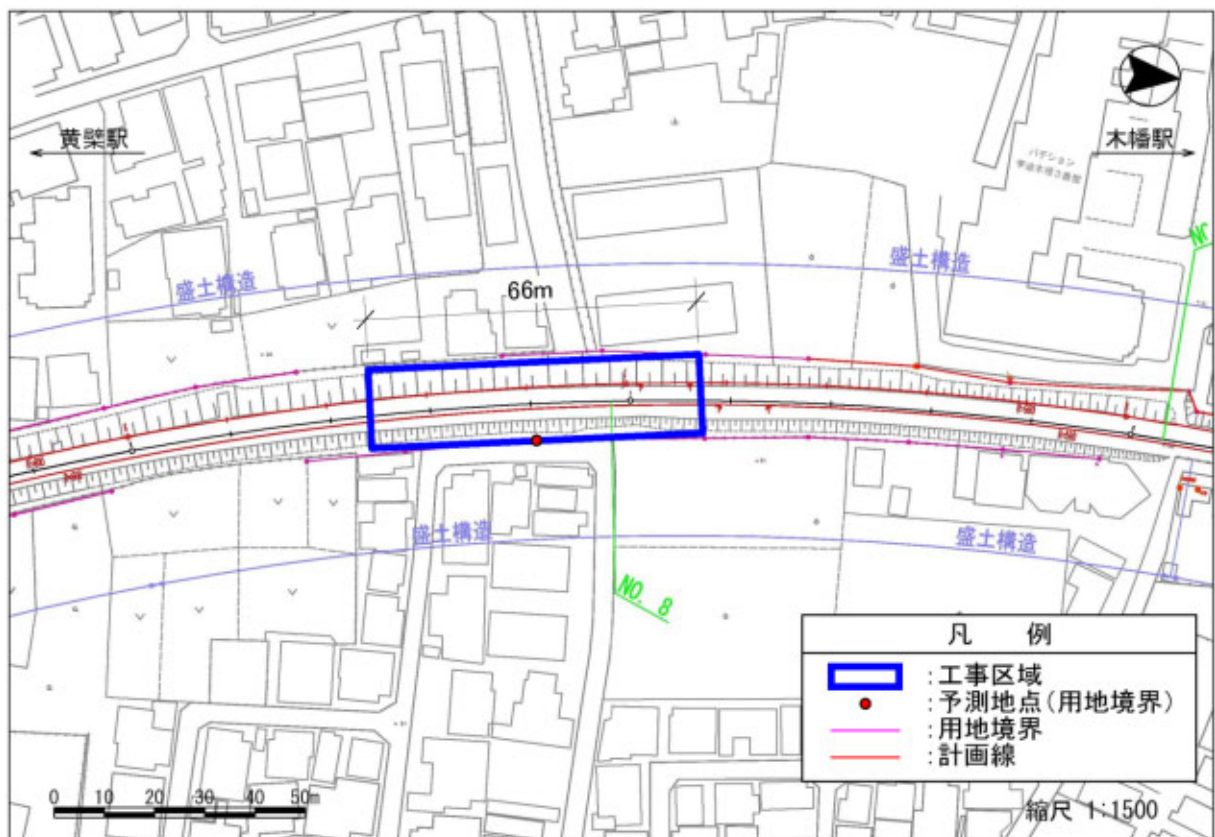 黄檗駅
木幡駅
盛土構造
盛土構造
66m
盛土構造
盛土構造
NO. 8
凡 例
:工事区域
:予測地点(用地境界)
:用地境界
:計画線
0 10 20 30 40 50m
縮尺 1:1500